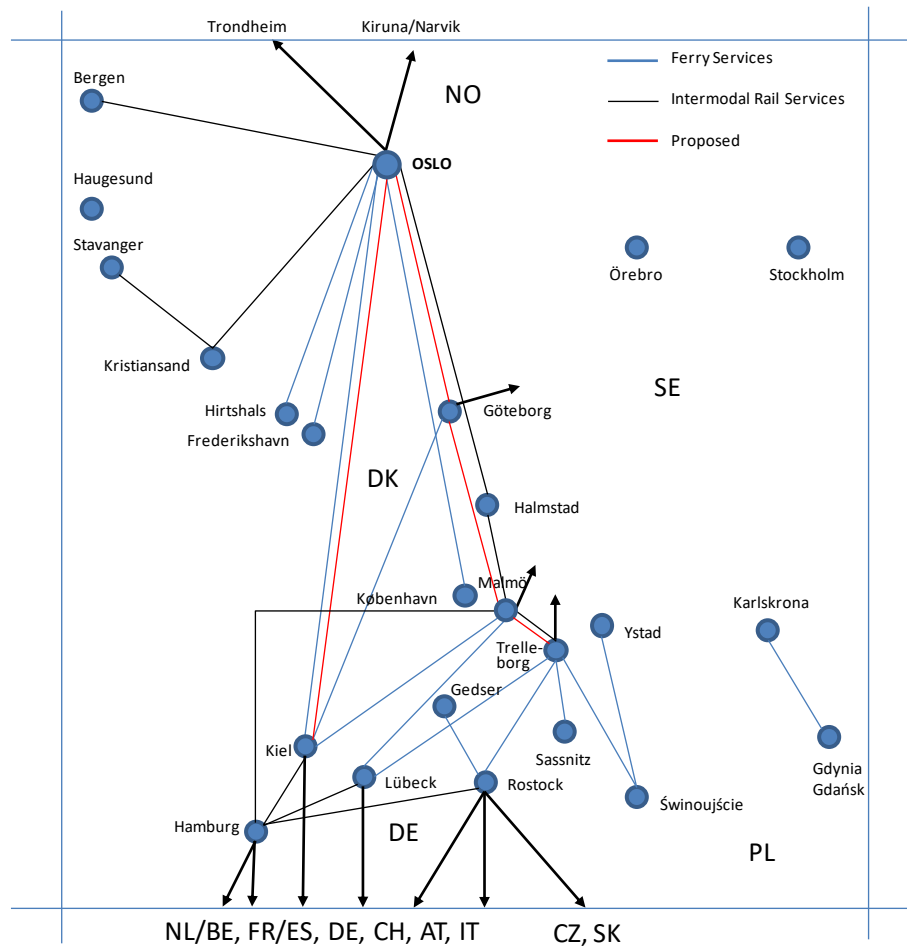 Trondheim
Kiruna/Narvik
Bergen
NO
Ferry Services
Intermodal Rail Services
Proposed
OSLO
Haugesund
Stavanger
Örebro
Stockholm
Kristiansand
SE
Hirtshals
Göteborg
Frederikshavn
DK
Halmstad
Malmö
København
Karlskrona
Ystad
Trelle-
borg
Gedser
Kiel
Sassnitz
Lübeck
Rostock
Gdynia
Gdańsk
Świnoujście
Hamburg
DE
PL
NL/BE, FR/ES, DE, CH, AT, IT
CZ, SK